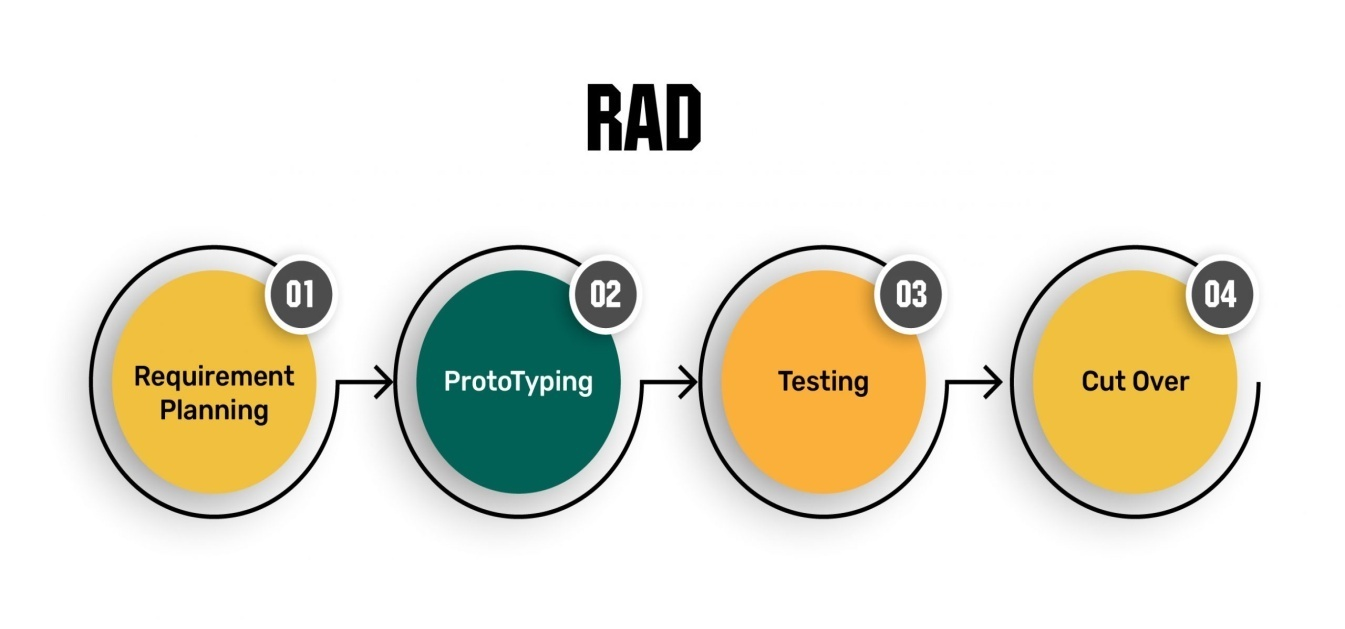 RAD
01
Requirement
Planning
02
ProtoTyping
03
Testing
04
Cut Over